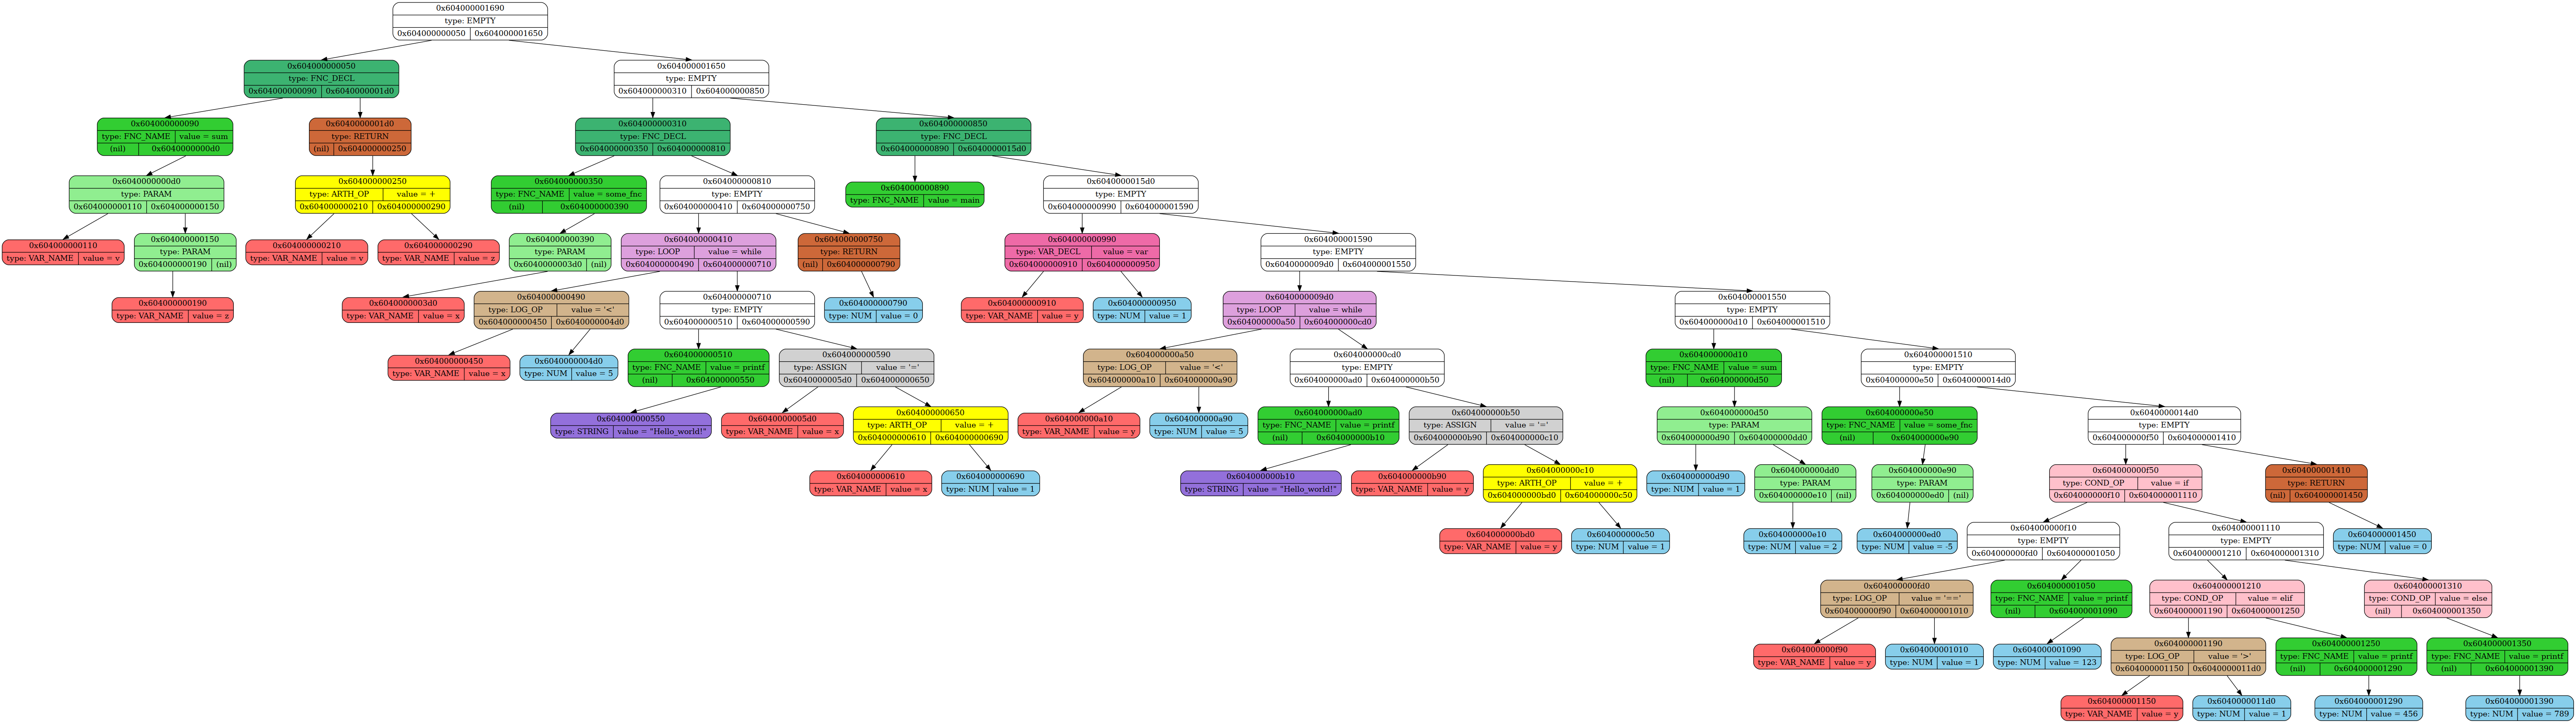 0x604000001690
type: EMPTY
0x604000000050 0x604000001650
0x604000000050
type: FNC_DECL
0x604000000090 0x6040000001d0
0x604000001650
type: EMPTY
0x604000000310 0x604000000850
0x604000000090
type: FNC_NAME value = sum
(nil) 0x6040000000d0
0x6040000001d0
type: RETURN
(nil) 0x604000000250
0x604000000310
type: FNC_DECL
0x604000000350 0x604000000810
0x604000000850
type: FNC_DECL
0x604000000890 0x6040000015d0
0x6040000000d0
type: PARAM
0x604000000110 0x604000000150
0x604000000250
type: ARTH_OP value = +
0x604000000210 0x604000000290
0x604000000350
type: FNC_NAME value = some_fnc
(nil) 0x604000000390
0x604000000810
type: EMPTY
0x604000000410 0x604000000750
0x604000000890
type: FNC_NAME value = main
0x6040000015d0
type: EMPTY
0x604000000990 0x604000001590
0x604000000110
type: VAR_NAME value = v
0x604000000150
type: PARAM
0x604000000190 (nil)
0x604000000210
type: VAR_NAME value = v
0x604000000290
type: VAR_NAME value = z
0x604000000390
type: PARAM
0x6040000003d0 (nil)
0x604000000410
type: LOOP value = while
0x604000000490 0x604000000710
0x604000000750
type: RETURN
(nil) 0x604000000790
0x604000000990
type: VAR_DECL value = var
0x604000000910 0x604000000950
0x604000001590
type: EMPTY
0x6040000009d0 0x604000001550
0x604000000190
type: VAR_NAME value = z
0x6040000003d0
type: VAR_NAME value = x
0x604000000490
type: LOG_OP value = '<'
0x604000000450 0x6040000004d0
0x604000000710
type: EMPTY
0x604000000510 0x604000000590
0x604000000790
type: NUM value = 0
0x604000000910
type: VAR_NAME value = y
0x604000000950
type: NUM value = 1
0x6040000009d0
type: LOOP value = while
0x604000000a50 0x604000000cd0
0x604000001550
type: EMPTY
0x604000000d10 0x604000001510
0x604000000450
type: VAR_NAME value = x
0x6040000004d0
type: NUM value = 5
0x604000000510
type: FNC_NAME value = printf
(nil) 0x604000000550
0x604000000590
type: ASSIGN value = '='
0x6040000005d0 0x604000000650
0x604000000a50
type: LOG_OP value = '<'
0x604000000a10 0x604000000a90
0x604000000cd0
type: EMPTY
0x604000000ad0 0x604000000b50
0x604000000d10
type: FNC_NAME value = sum
(nil) 0x604000000d50
0x604000001510
type: EMPTY
0x604000000e50 0x6040000014d0
0x604000000550
type: STRING value = "Hello_world!"
0x6040000005d0
type: VAR_NAME value = x
0x604000000650
type: ARTH_OP value = +
0x604000000610 0x604000000690
0x604000000a10
type: VAR_NAME value = y
0x604000000a90
type: NUM value = 5
0x604000000ad0
type: FNC_NAME value = printf
(nil) 0x604000000b10
0x604000000b50
type: ASSIGN value = '='
0x604000000b90 0x604000000c10
0x604000000d50
type: PARAM
0x604000000d90 0x604000000dd0
0x604000000e50
type: FNC_NAME value = some_fnc
(nil) 0x604000000e90
0x6040000014d0
type: EMPTY
0x604000000f50 0x604000001410
0x604000000610
type: VAR_NAME value = x
0x604000000690
type: NUM value = 1
0x604000000b10
type: STRING value = "Hello_world!"
0x604000000b90
type: VAR_NAME value = y
0x604000000c10
type: ARTH_OP value = +
0x604000000bd0 0x604000000c50
0x604000000d90
type: NUM value = 1
0x604000000dd0
type: PARAM
0x604000000e10 (nil)
0x604000000e90
type: PARAM
0x604000000ed0 (nil)
0x604000000f50
type: COND_OP value = if
0x604000000f10 0x604000001110
0x604000001410
type: RETURN
(nil) 0x604000001450
0x604000000bd0
type: VAR_NAME value = y
0x604000000c50
type: NUM value = 1
0x604000000e10
type: NUM value = 2
0x604000000ed0
type: NUM value = -5
0x604000000f10
type: EMPTY
0x604000000fd0 0x604000001050
0x604000001110
type: EMPTY
0x604000001210 0x604000001310
0x604000001450
type: NUM value = 0
0x604000000fd0
type: LOG_OP value = '=='
0x604000000f90 0x604000001010
0x604000001050
type: FNC_NAME value = printf
(nil) 0x604000001090
0x604000001210
type: COND_OP value = elif
0x604000001190 0x604000001250
0x604000001310
type: COND_OP value = else
(nil) 0x604000001350
0x604000000f90
type: VAR_NAME value = y
0x604000001010
type: NUM value = 1
0x604000001090
type: NUM value = 123
0x604000001190
type: LOG_OP value = '>'
0x604000001150 0x6040000011d0
0x604000001250
type: FNC_NAME value = printf
(nil) 0x604000001290
0x604000001350
type: FNC_NAME value = printf
(nil) 0x604000001390
0x604000001150
type: VAR_NAME value = y
0x6040000011d0
type: NUM value = 1
0x604000001290
type: NUM value = 456
0x604000001390
type: NUM value = 789